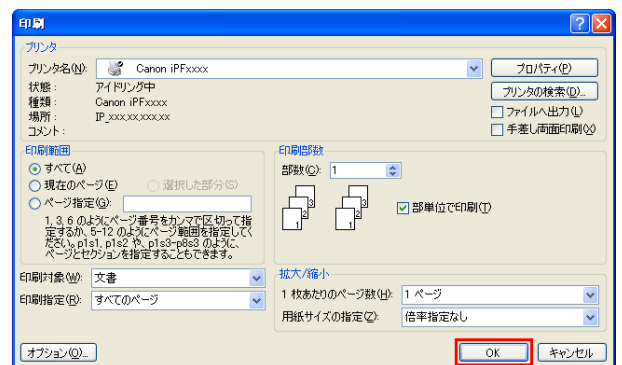 印刷
プリンタ
プリンタ名(N): Canon iPFxxxx プロパティ(P)
状態： アイドリング中 プリンタの検索(D)...
種類： Canon iPFxxxx ファイルへ出力(L)
場所： IP_xxx,xx,xxx,xx 手差し両面印刷(X)
コメント：
印刷範囲
すべて(A)
現在のページ(E) 選択した部分(S)
ページ指定(G):
1, 3, 6 のようにページ番号をカンマで区切って指
定するか、5-12 のようにページ範囲を指定してく
ださい。p1s1, p1s2 や、p1s3-p8s3 のように、
ページとセクションを指定することもできます。
印刷部数
部数(C): 1
1 2 3 1 2 3 部単位で印刷(T)
印刷対象(W): 文書
印刷指定(R): すべてのページ
拡大/縮小
1 枚あたりのページ数(H): 1 ページ
用紙サイズの指定(Z): 倍率指定なし
オプション(O)... OK キャンセル